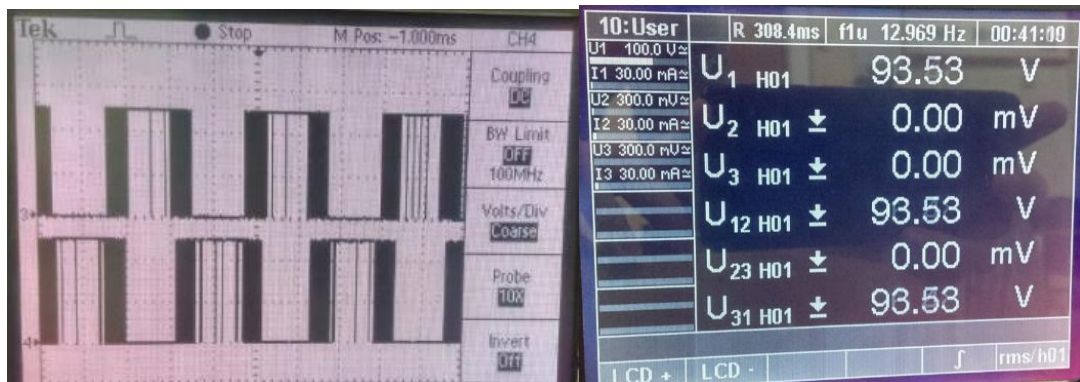 Tek Stop M Pos: -1.000ms CH4
Coupling
DC
BW Limit
OFF
100MHz
Volts/Div
Coarse
Probe
10X
Invert
Off
3
4
10:User R 308.4ms f1u 12.969 Hz 00:41:09
U1 100.0 V≃
I1 30.00 mA≃
U2 300.0 mV≃
I2 30.00 mA≃
U3 300.0 mV≃
I3 30.00 mA≃
U1 H01 93.53 V
U2 H01 0.00 mV
U3 H01 0.00 mV
U12 H01 93.53 V
U23 H01 0.00 mV
U31 H01 93.53 V
LCD + LCD - ∫ rms/h01